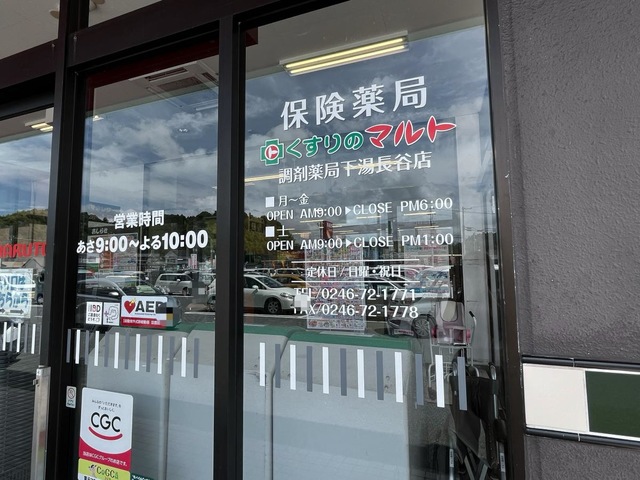 保険薬局
くすりのマルト
調剤薬局下湯長谷店
■月～金
OPEN AM9:00▶CLOSE PM6:00
■土
OPEN AM9:00▶CLOSE PM1:00
定休日/日曜・祝日
TEL/0246-72-1771
FAX/0246-72-1778
営業時間
あさ9:00～よる10:00
AED
CGC
CoGCa